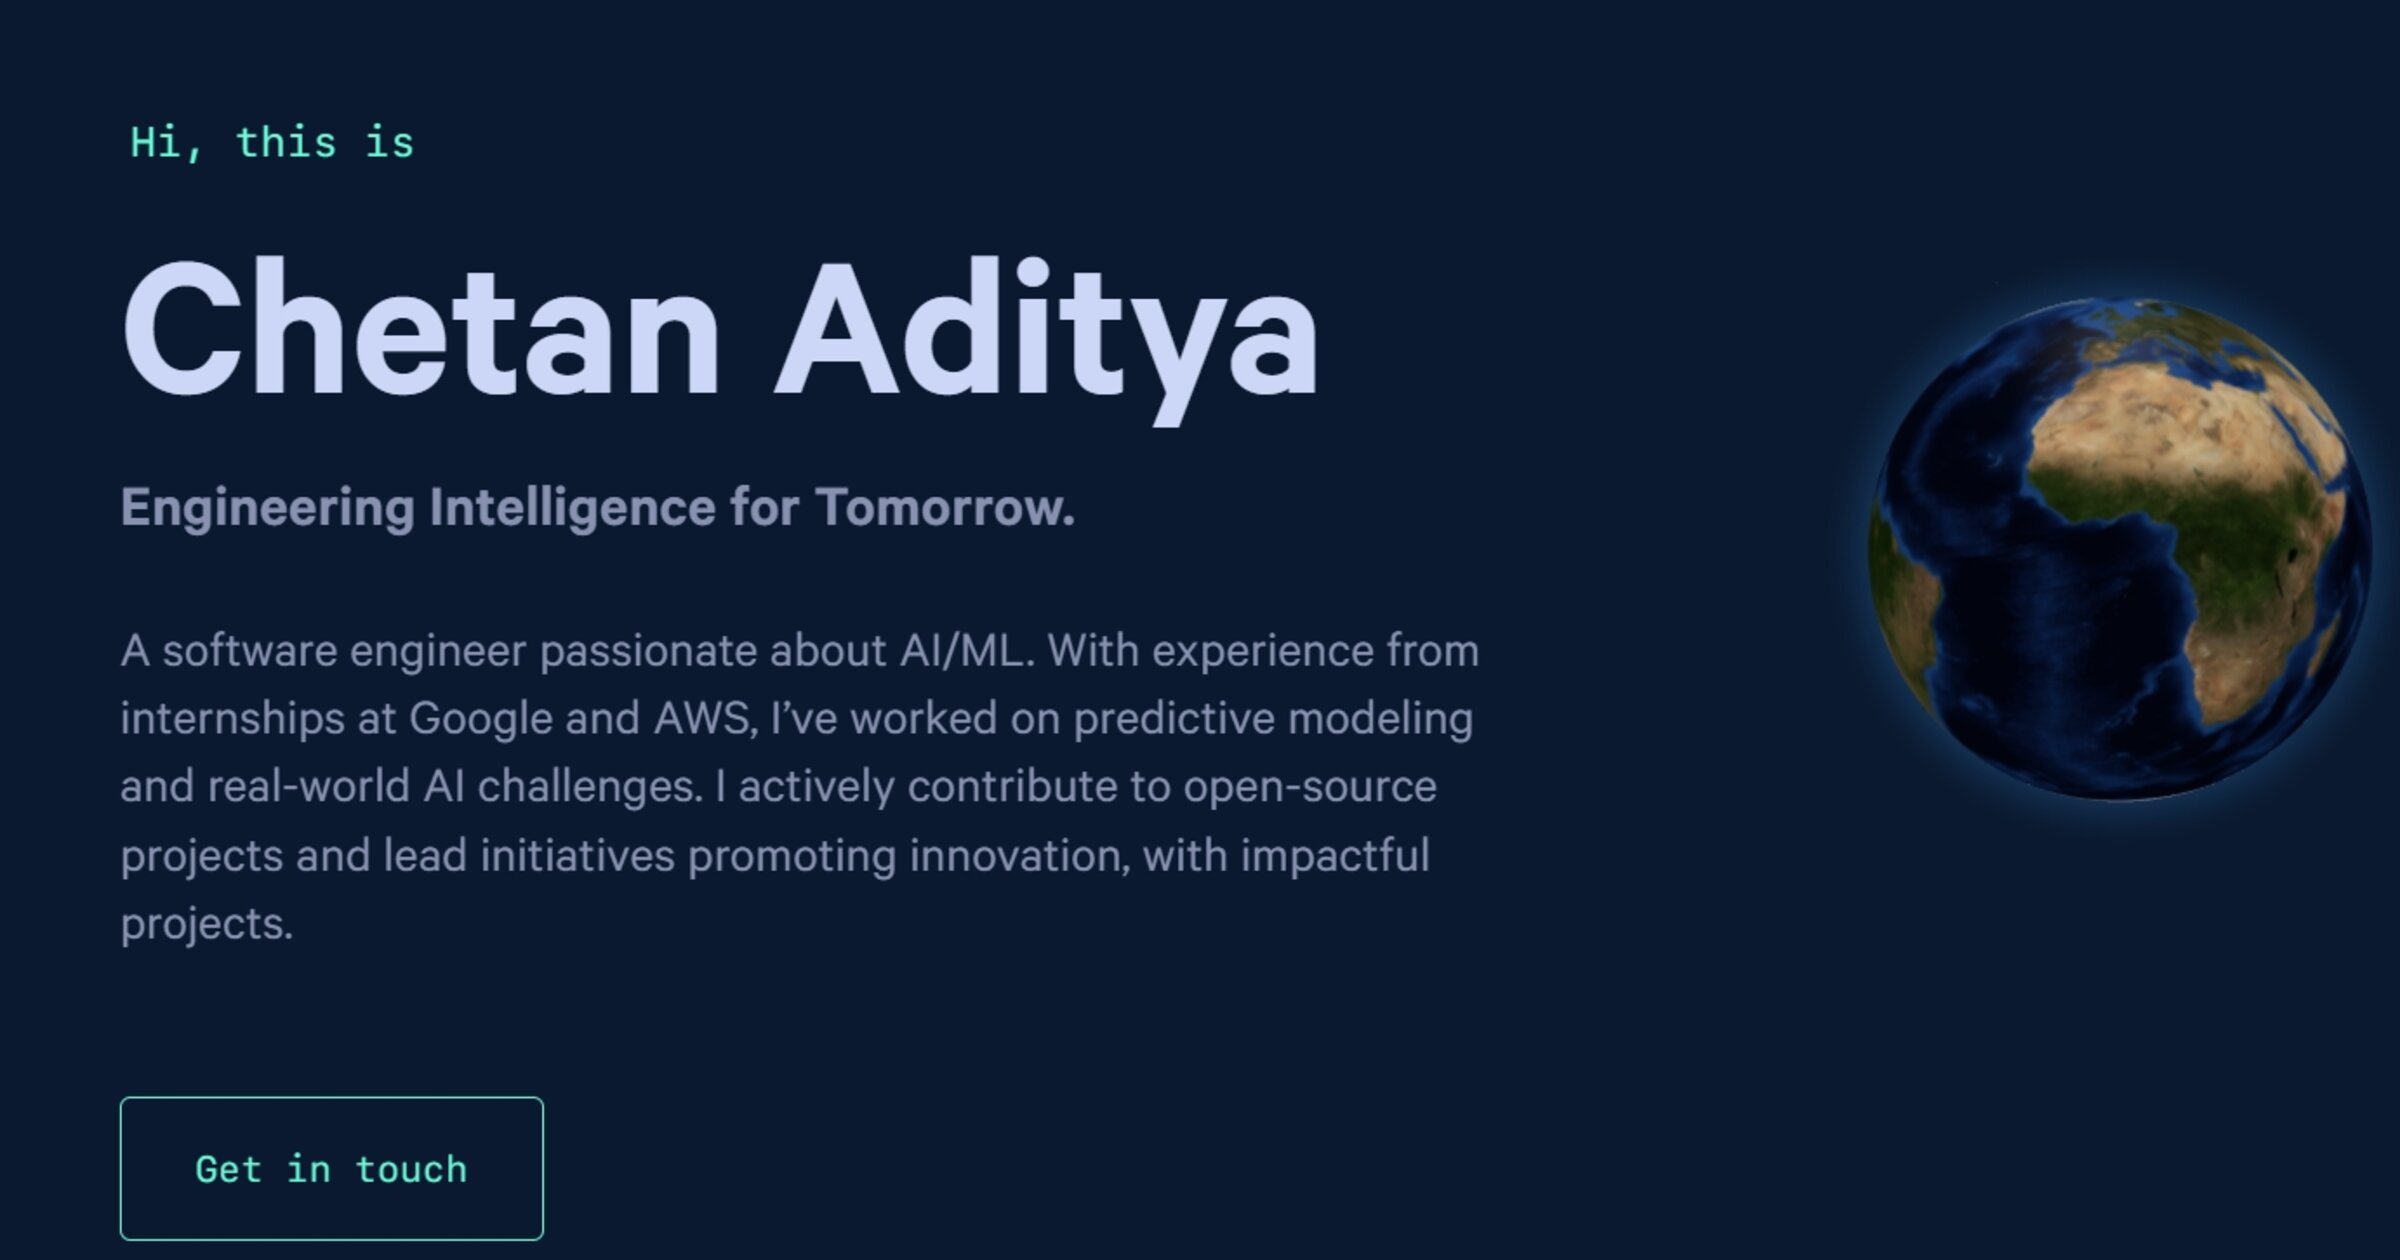 Hi, this is
Chetan Aditya
Engineering Intelligence for Tomorrow.
A software engineer passionate about AI/ML. With experience from
internships at Google and AWS, I’ve worked on predictive modeling
and real-world AI challenges. I actively contribute to open-source
projects and lead initiatives promoting innovation, with impactful
projects.
Get in touch